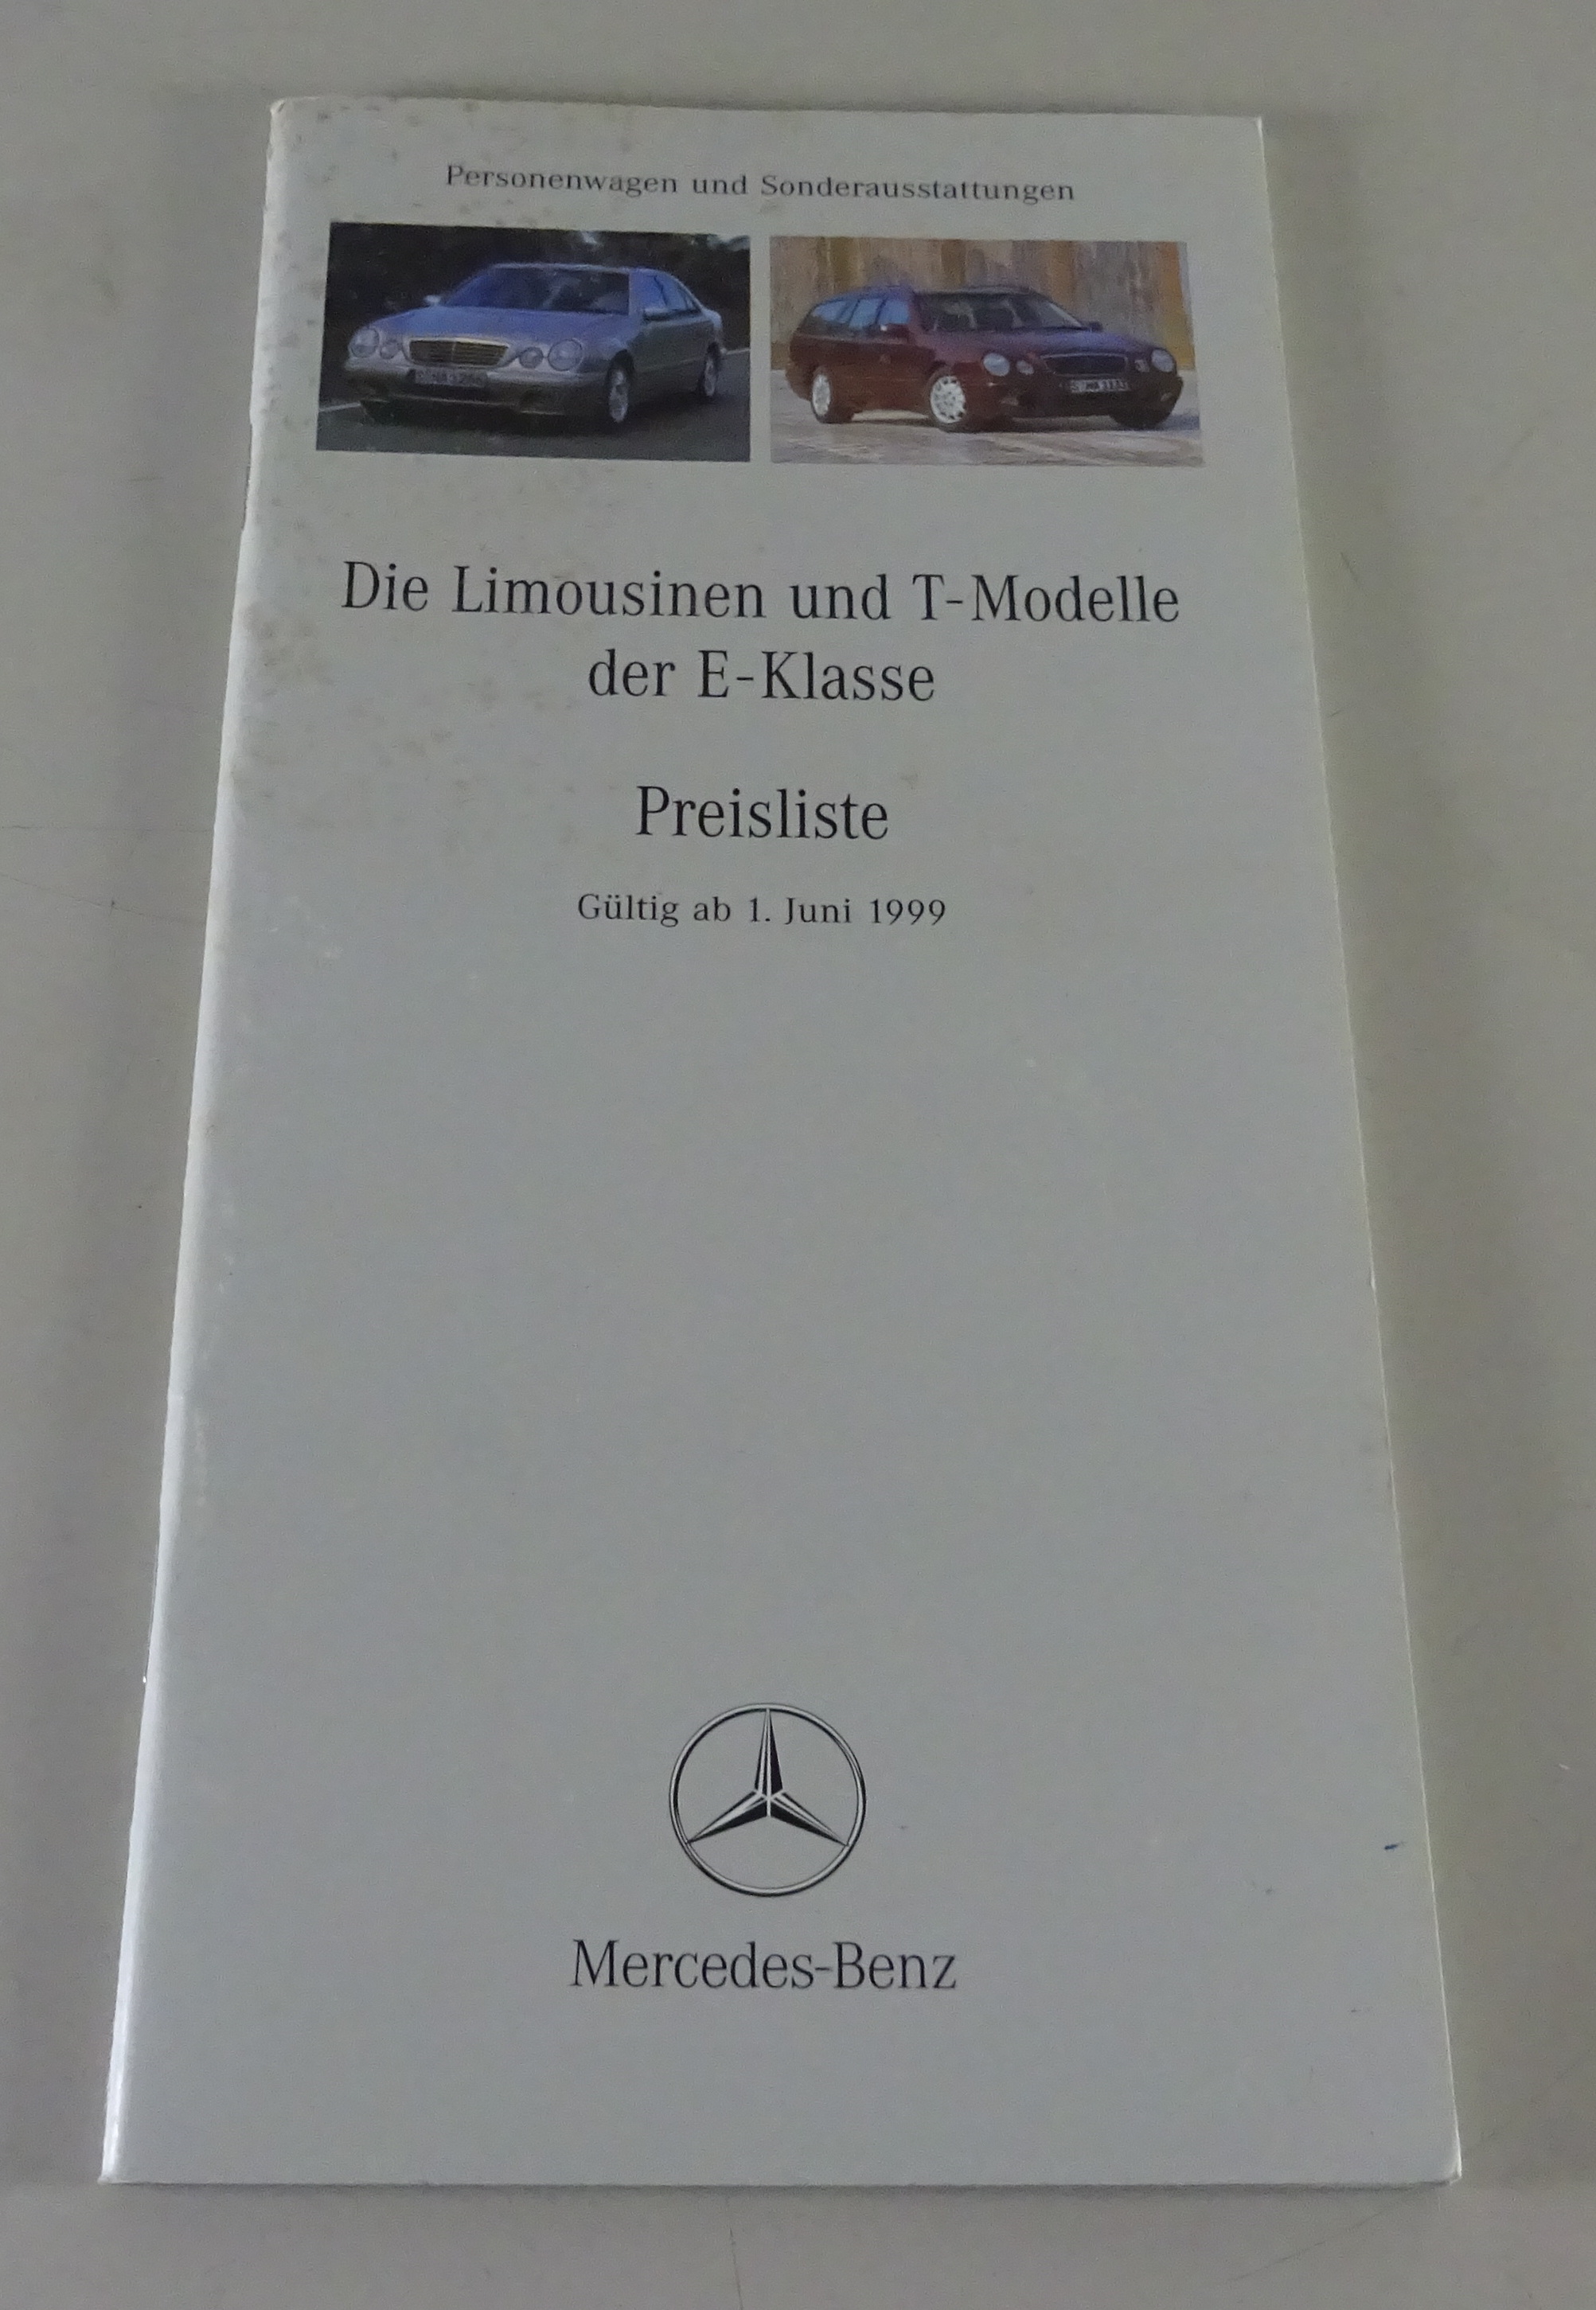 Personenwagen und Sonderausstattungen
Die Limousinen und T-Modelle
der E-Klasse
Preisliste
Gültig ab 1. Juni 1999
Mercedes-Benz